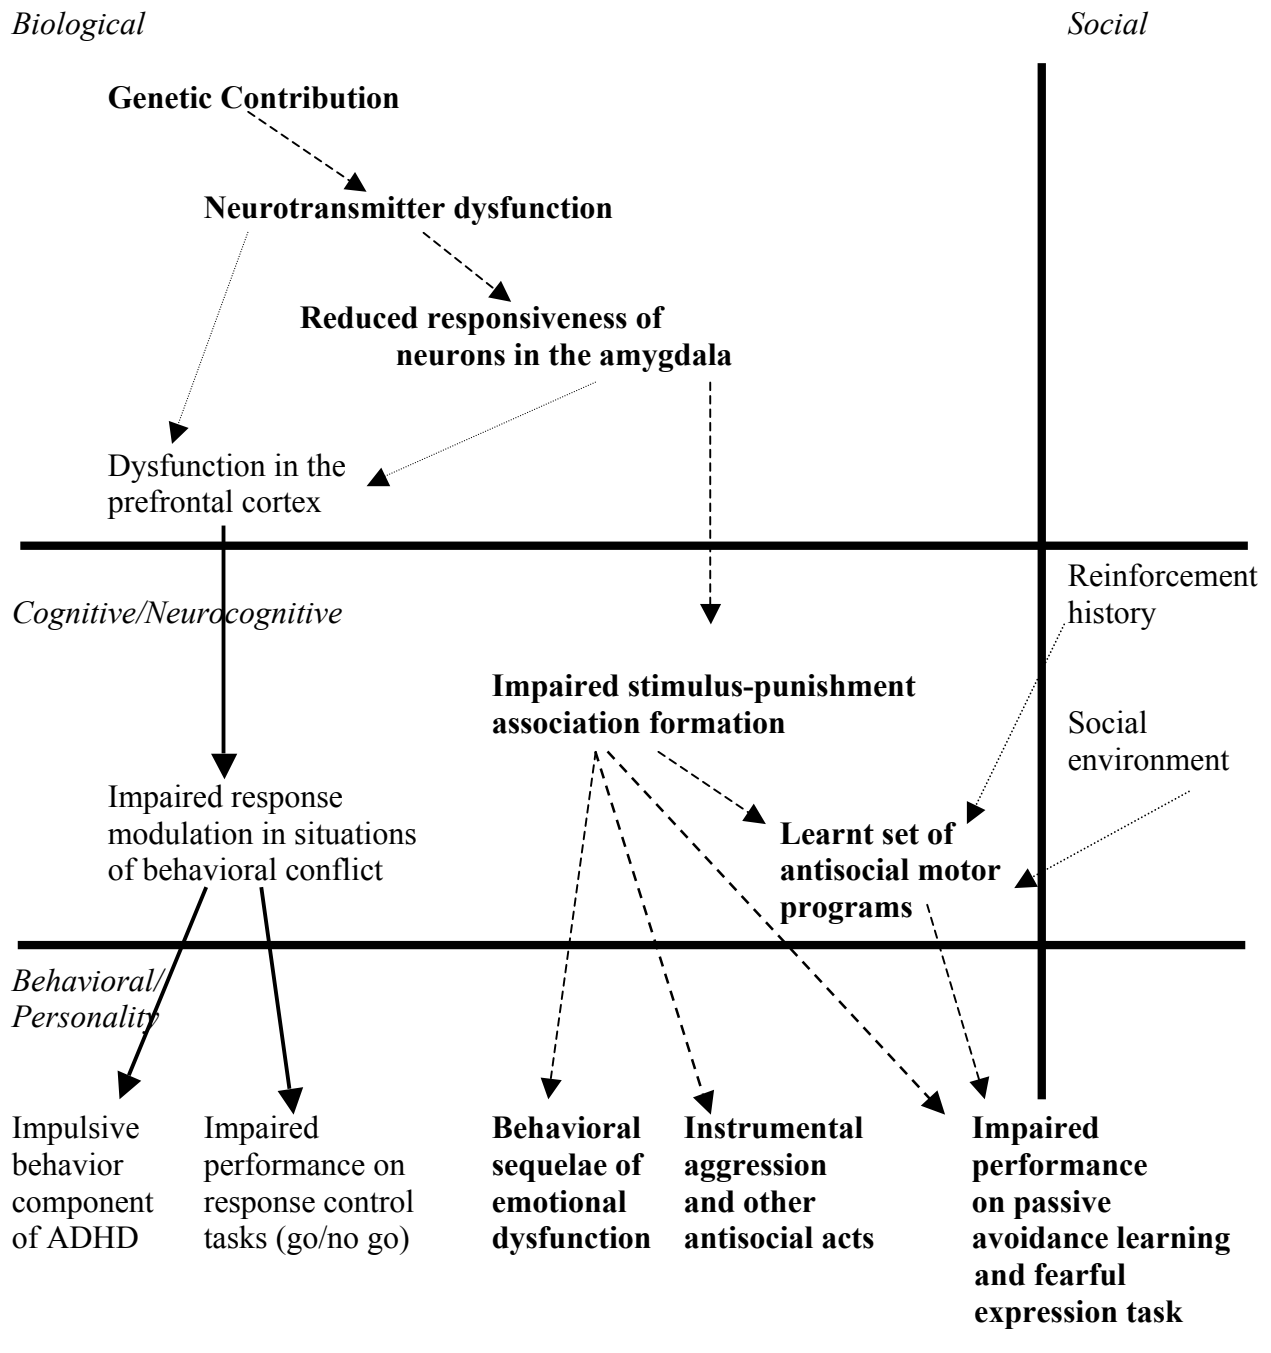 Biological
Social
Genetic Contribution
Neurotransmitter dysfunction
Reduced responsiveness of
neurons in the amygdala
Dysfunction in the
prefrontal cortex
Reinforcement
history
Cognitive/Neurocognitive
Impaired stimulus-punishment
association formation
Social
environment
Impaired response
modulation in situations
of behavioral conflict
Learnt set of
antisocial motor
programs
Behavioral/
Personality
Impulsive
behavior
component
of ADHD
Impaired
performance on
response control
tasks (go/no go)
Behavioral
sequelae of
emotional
dysfunction
Instrumental
aggression
and other
antisocial acts
Impaired
performance
on passive
avoidance learning
and fearful
expression task